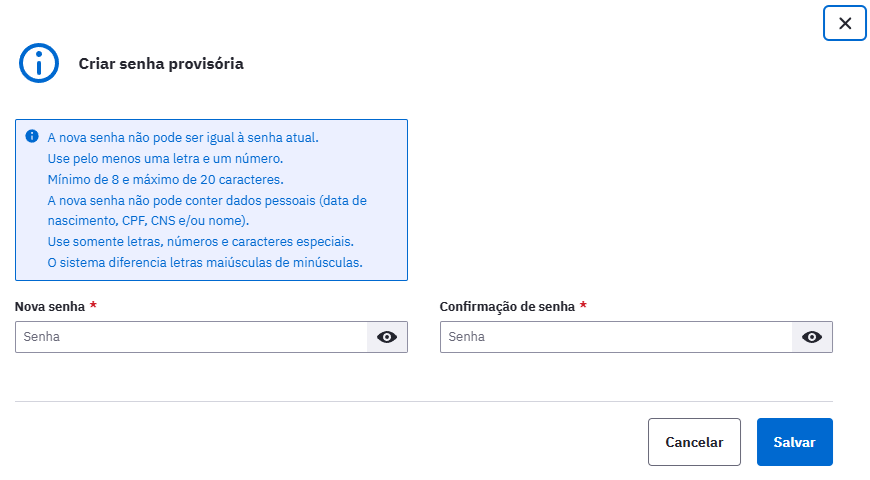 Criar senha provisória
A nova senha não pode ser igual à senha atual.
Use pelo menos uma letra e um número.
Mínimo de 8 e máximo de 20 caracteres.
A nova senha não pode conter dados pessoais (data de
nascimento, CPF, CNS e/ou nome).
Use somente letras, números e caracteres especiais.
O sistema diferencia letras maiúsculas de minúsculas.
Nova senha *
Senha
Confirmação de senha *
Senha
Cancelar
Salvar